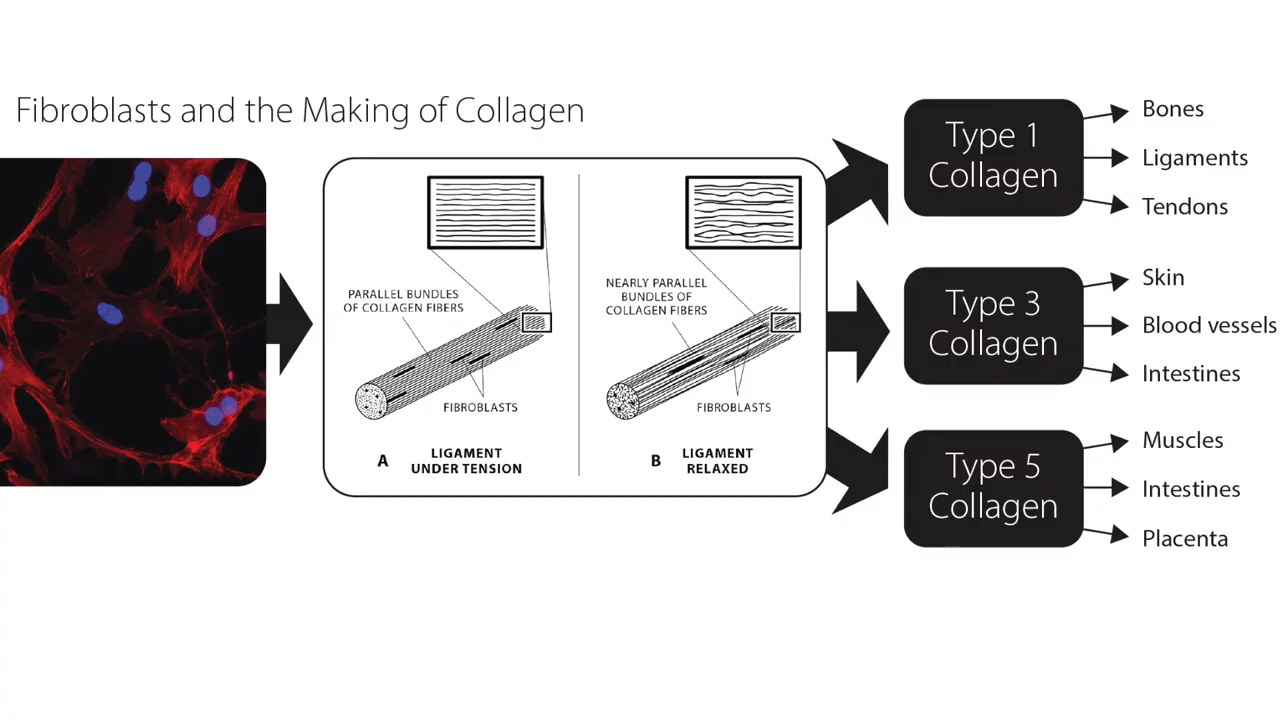 Fibroblasts and the Making of Collagen
PARALLEL BUNDLES
OF COLLAGEN FIBERS
FIBROBLASTS
A
LIGAMENT
UNDER TENSION
NEARLY PARALLEL
BUNDLES OF
COLLAGEN FIBERS
FIBROBLASTS
B
LIGAMENT
RELAXED
Type 1
Collagen
Bones
Ligaments
Tendons
Type 3
Collagen
Skin
Blood vessels
Intestines
Type 5
Collagen
Muscles
Intestines
Placenta